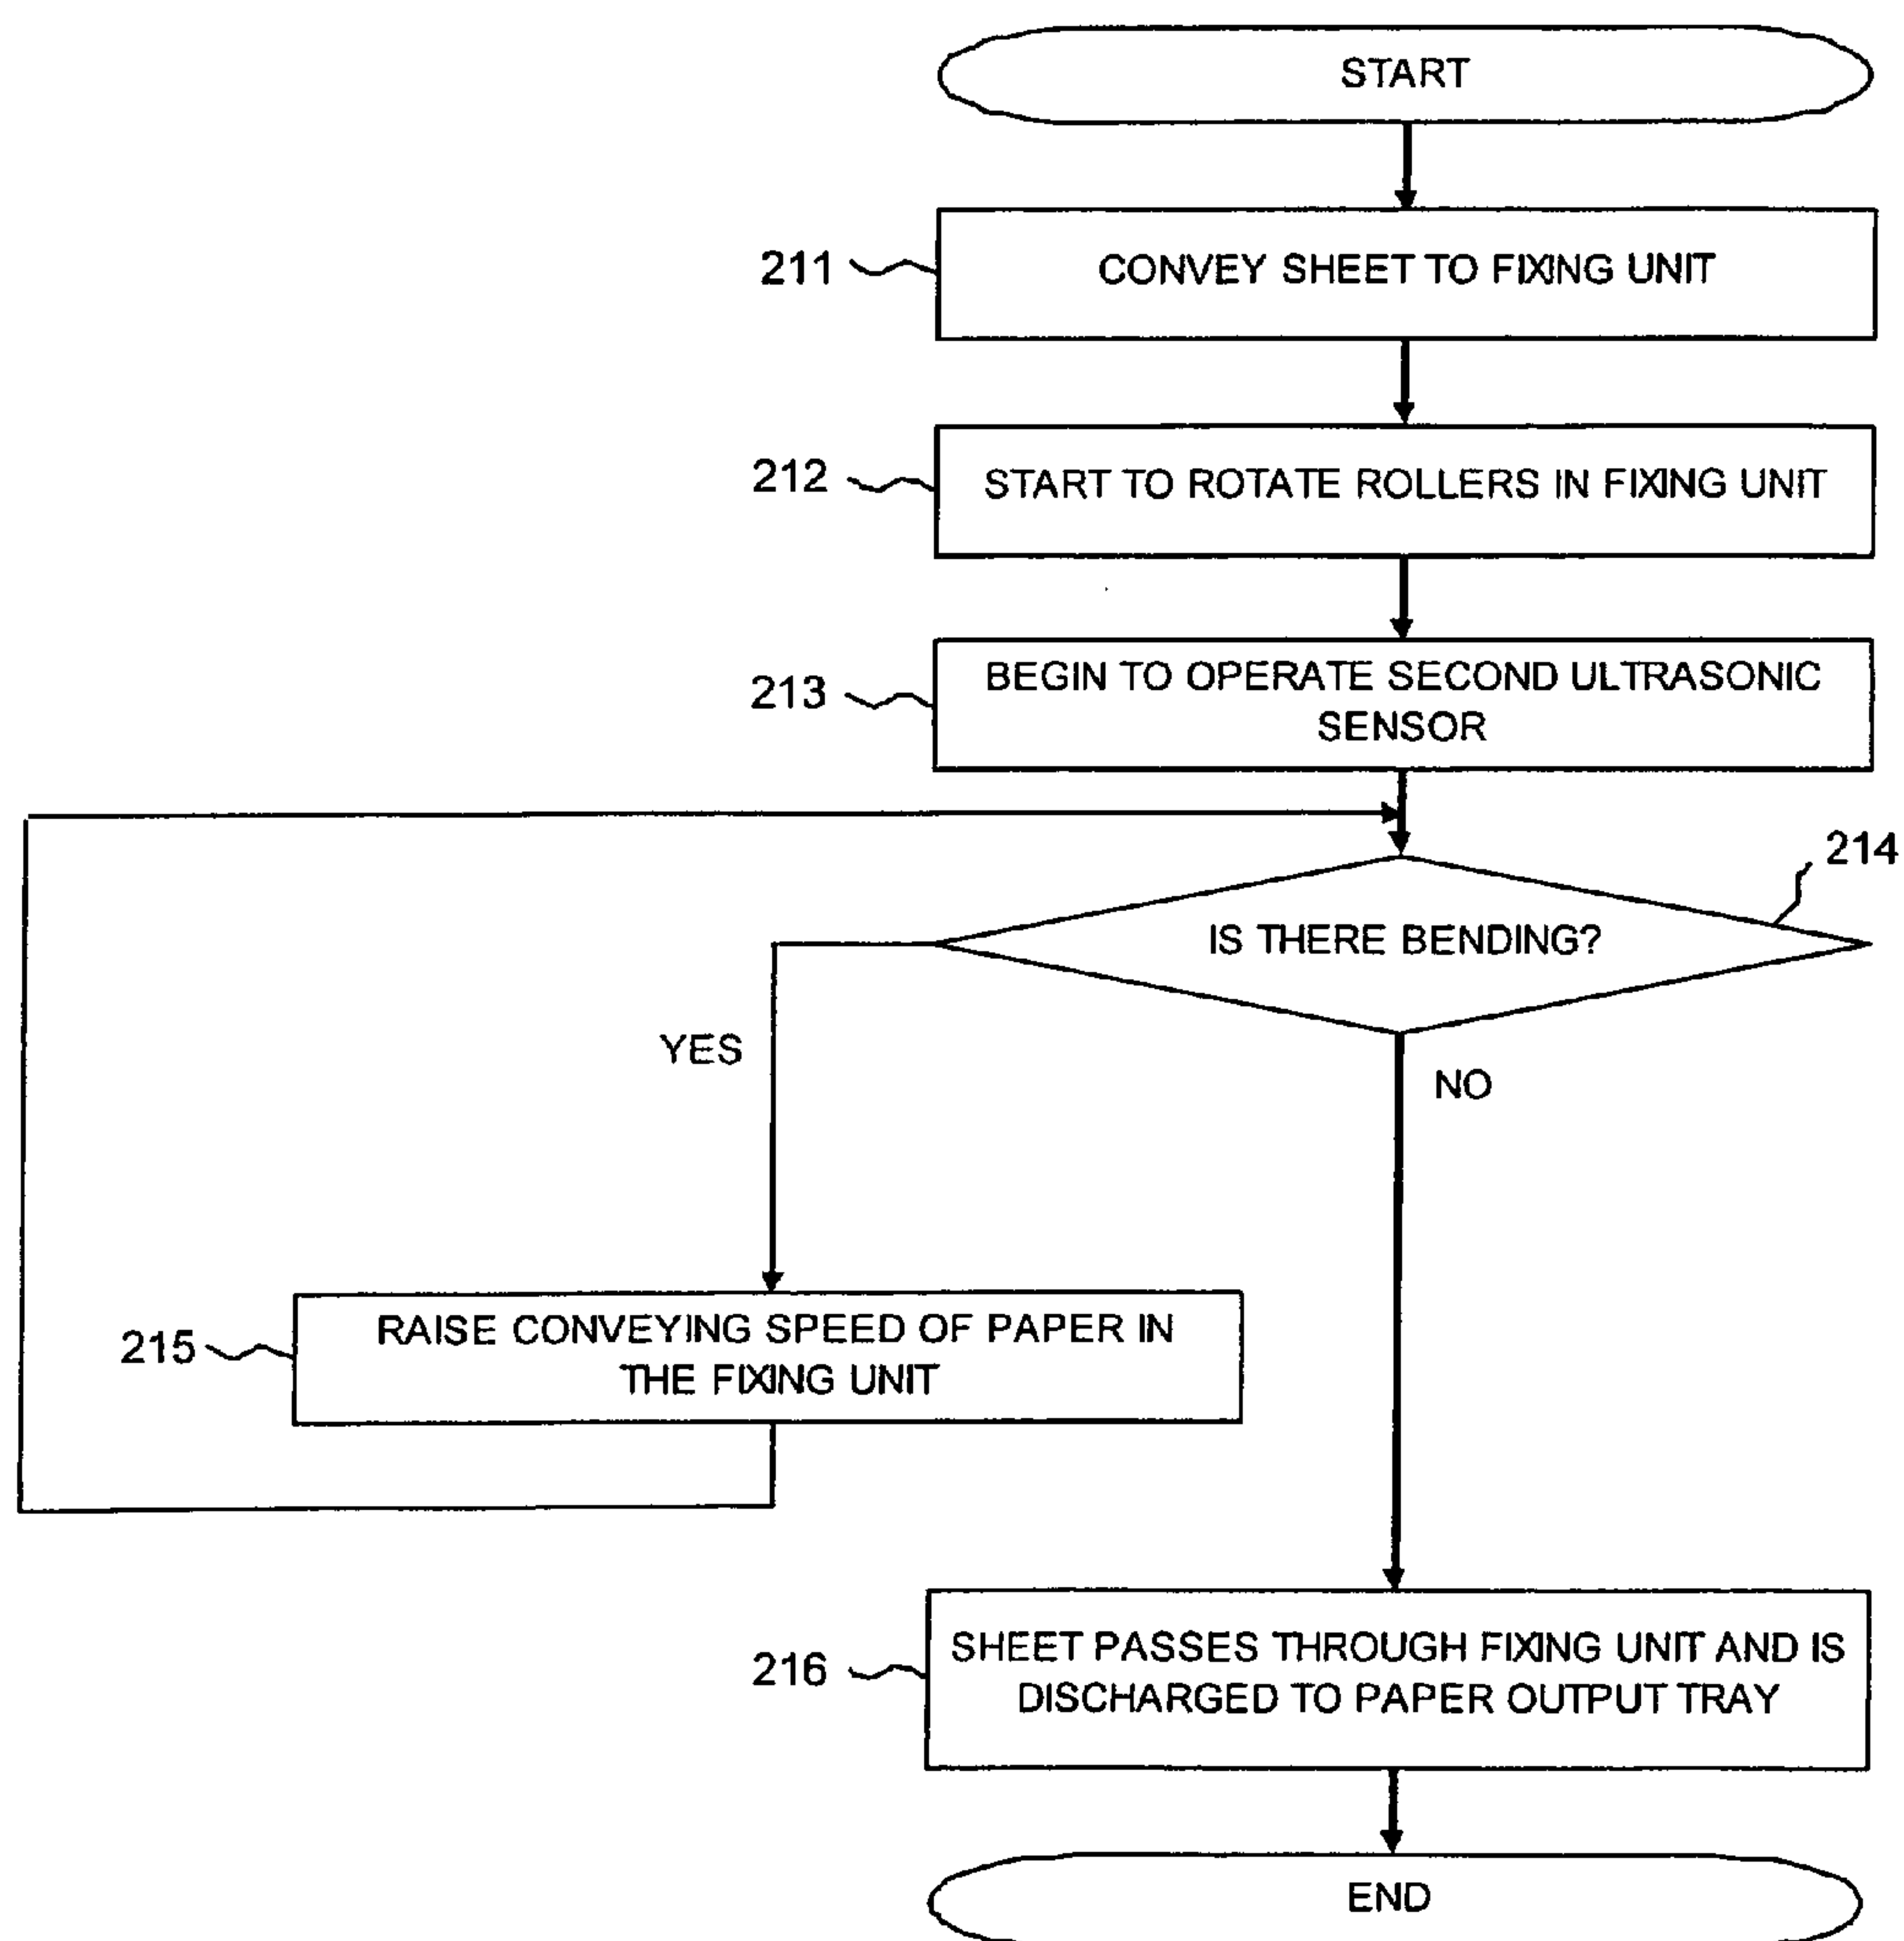 START
211
CONVEY SHEET TO FIXING UNIT
212
START TO ROTATE ROLLERS IN FIXING UNIT
213
BEGIN TO OPERATE SECOND ULTRASONIC
SENSOR
214
IS THERE BENDING?
YES
NO
215
RAISE CONVEYING SPEED OF PAPER IN
THE FIXING UNIT
216
SHEET PASSES THROUGH FIXING UNIT AND IS
DISCHARGED TO PAPER OUTPUT TRAY
END